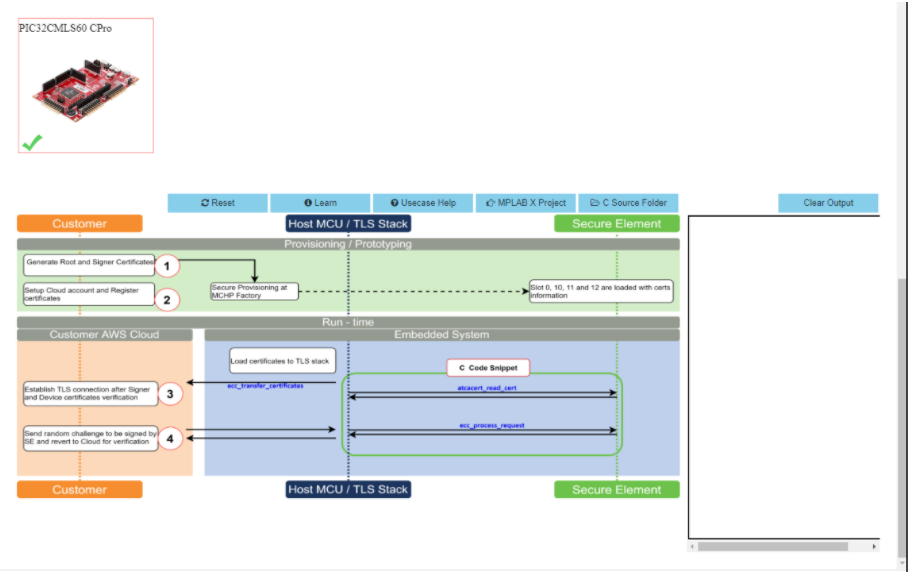 PIC32CMLS60 CPro
Reset
Learn
Usecase Help
MPLAB X Project
C Source Folder
Clear Output
Customer
Host MCU / TLS Stack
Secure Element
Provisioning / Prototyping
Generate Root and Signer Certificates
1
Setup Cloud account and Register
certificates
2
Secure Provisioning at
MCHP Factory
Slot 0, 10, 11 and 12 are loaded with certs
information
Run - time
Customer AWS Cloud
Embedded System
Load certificates to TLS stack
C Code Snippet
ecc_transfer_certificates
atcacert_read_cert
Establish TLS connection after Signer
and Device certificates verification
3
ecc_process_request
Send random challenge to be signed by
SE and revert to Cloud for verification
4
Customer
Host MCU / TLS Stack
Secure Element